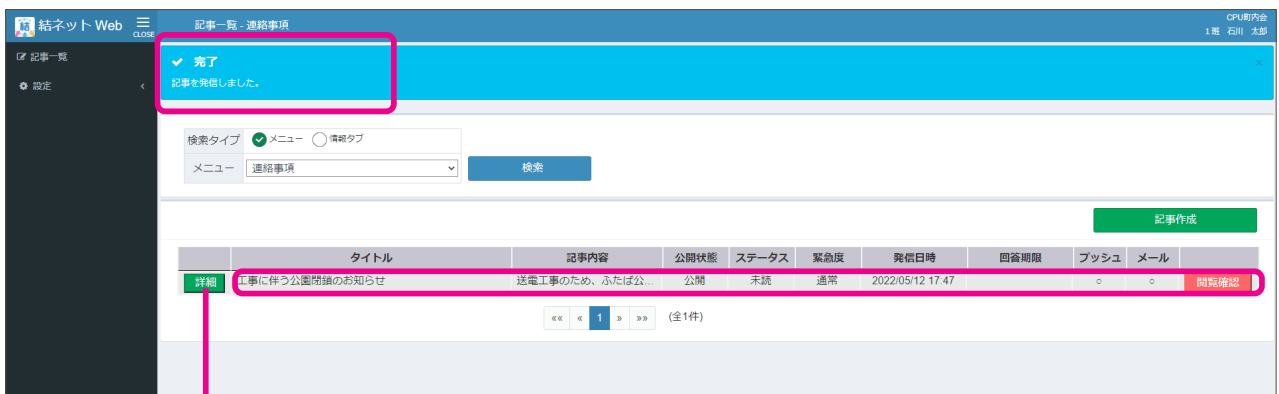 結 結ネット Web CLOSE 記事一覧 - 連絡事項 CPU町内会
1班 石川 太郎
記事一覧
設定 <
✔ 完了 ×
記事を発信しました。
検索タイプ メニュー 情報タブ
メニュー 連絡事項 検索
記事作成
タイトル 記事内容 公開状態 ステータス 緊急度 発信日時 回答期限 プッシュ メール
詳細 工事に伴う公園閉鎖のお知らせ 送電工事のため、ふたば公... 公開 未読 通常 2022/05/12 17:47 ○ ○ 閲覧確認
«« « 1 » »» (全1件)